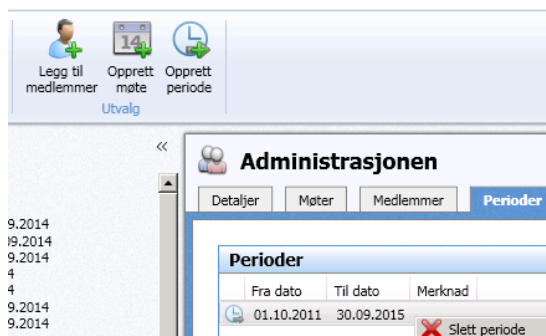 14
Legg til medlemmer
Opprett møte
Opprett periode
Utvalg
«
Administrasjonen
Detaljer Møter Medlemmer Perioder
9.2014
09.2014
9.2014
4
4
9.2014
9.2014
Perioder
Fra dato Til dato Merknad
01.10.2011 30.09.2015
Slett periode